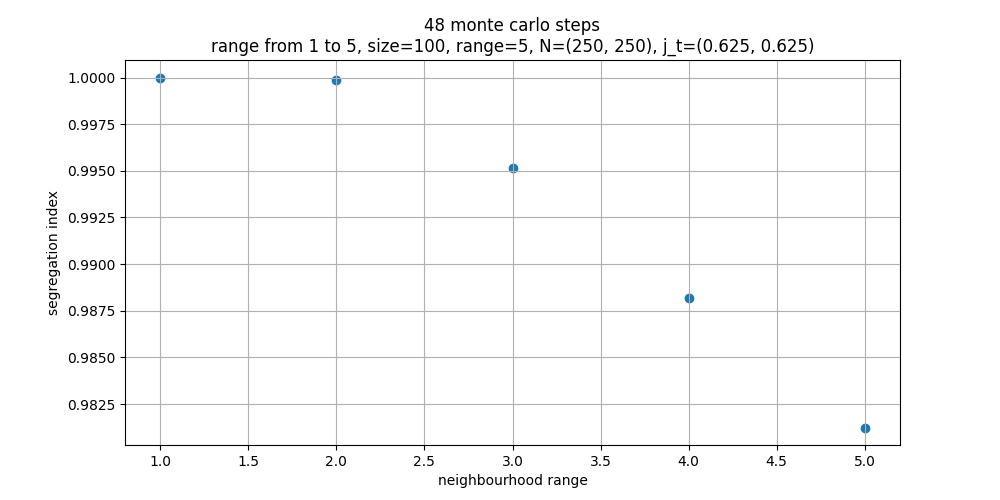 48 monte carlo steps
range from 1 to 5, size=100, range=5, N=(250, 250), j_t=(0.625, 0.625)
1.0000
0.9975
0.9950
0.9925
0.9900
0.9875
0.9850
0.9825
segregation index
1.0 1.5 2.0 2.5 3.0 3.5 4.0 4.5 5.0
neighbourhood range